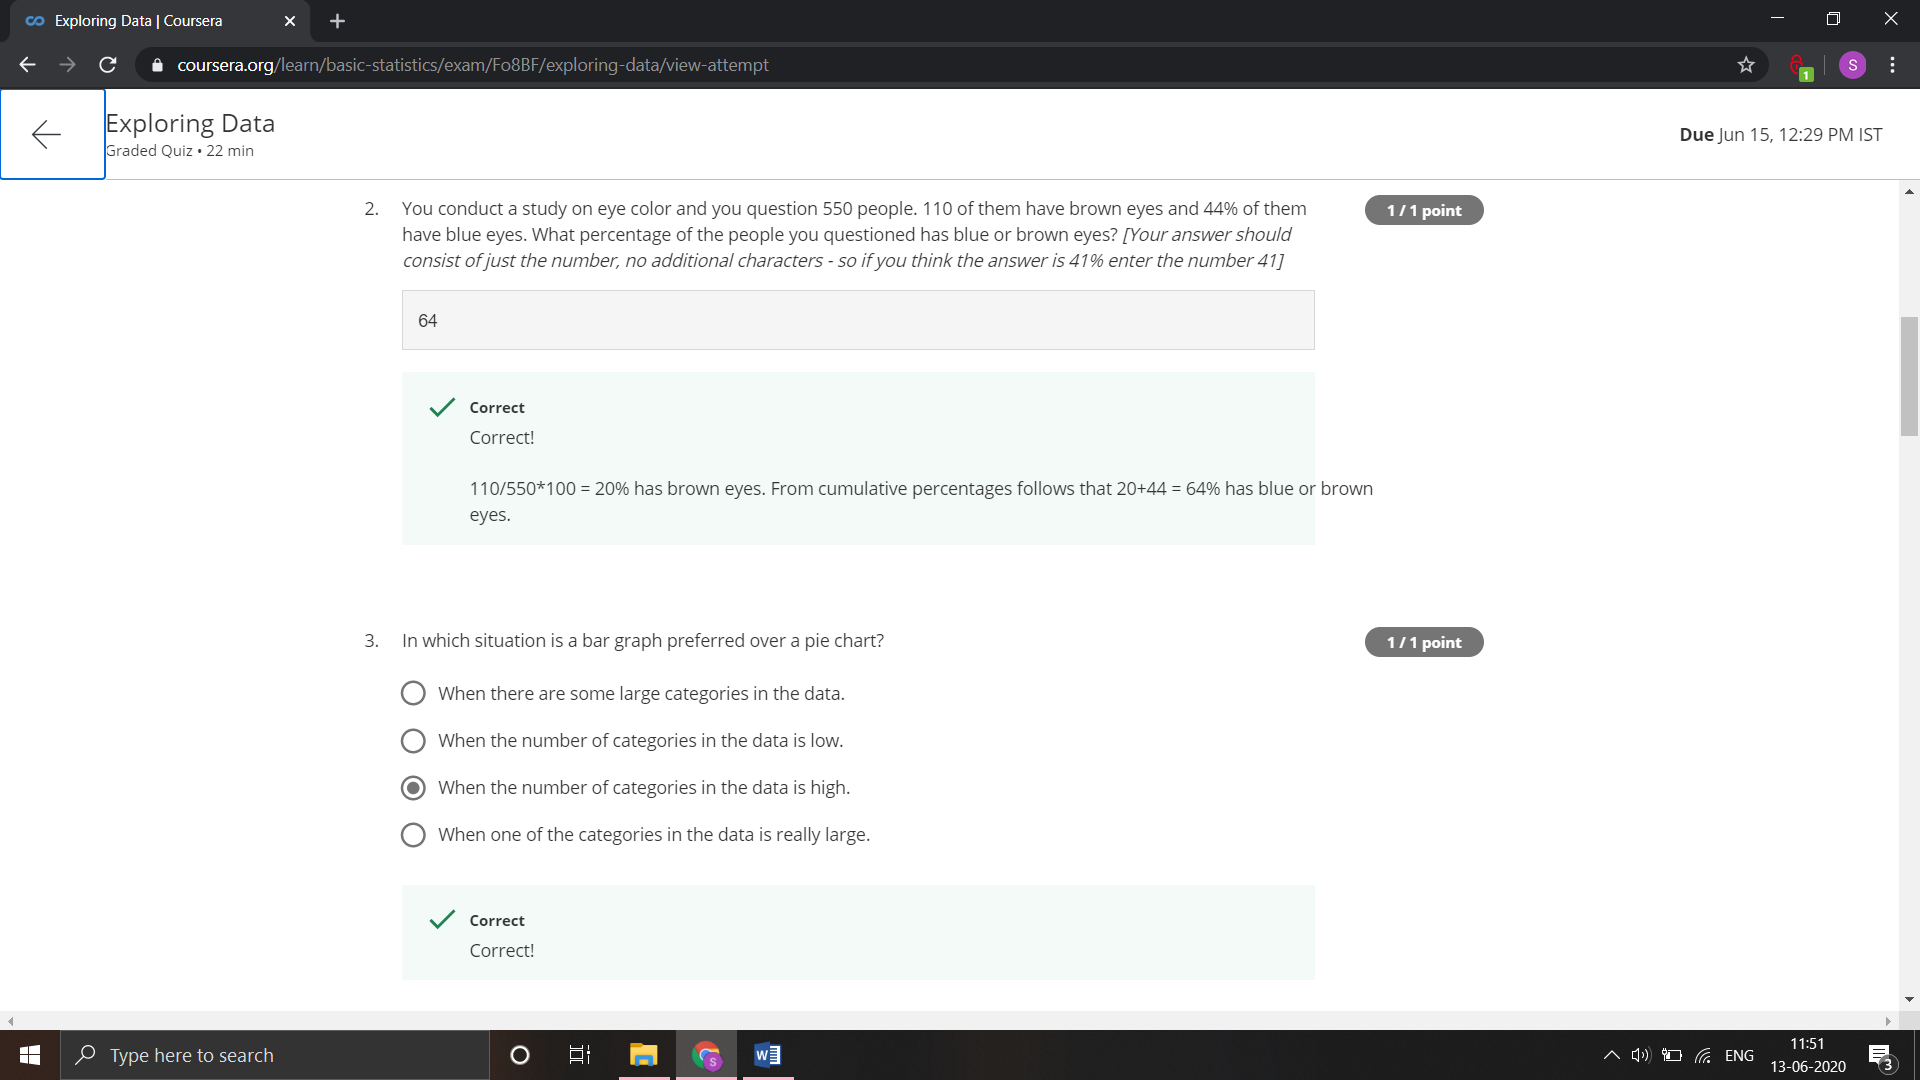 Exploring Data | Coursera
coursera.org/learn/basic-statistics/exam/Fo8BF/exploring-data/view-attempt
1
S
Exploring Data
Graded Quiz • 22 min
Due Jun 15, 12:29 PM IST
2. You conduct a study on eye color and you question 550 people. 110 of them have brown eyes and 44% of them
have blue eyes. What percentage of the people you questioned has blue or brown eyes? [Your answer should
consist of just the number, no additional characters - so if you think the answer is 41% enter the number 41]
1 / 1 point
64
Correct
Correct!
110/550*100 = 20% has brown eyes. From cumulative percentages follows that 20+44 = 64% has blue or brown
eyes.
3. In which situation is a bar graph preferred over a pie chart?
1 / 1 point
When there are some large categories in the data.
When the number of categories in the data is low.
When the number of categories in the data is high.
When one of the categories in the data is really large.
Correct
Correct!
Type here to search
S
W
ENG
11:51
13-06-2020
3